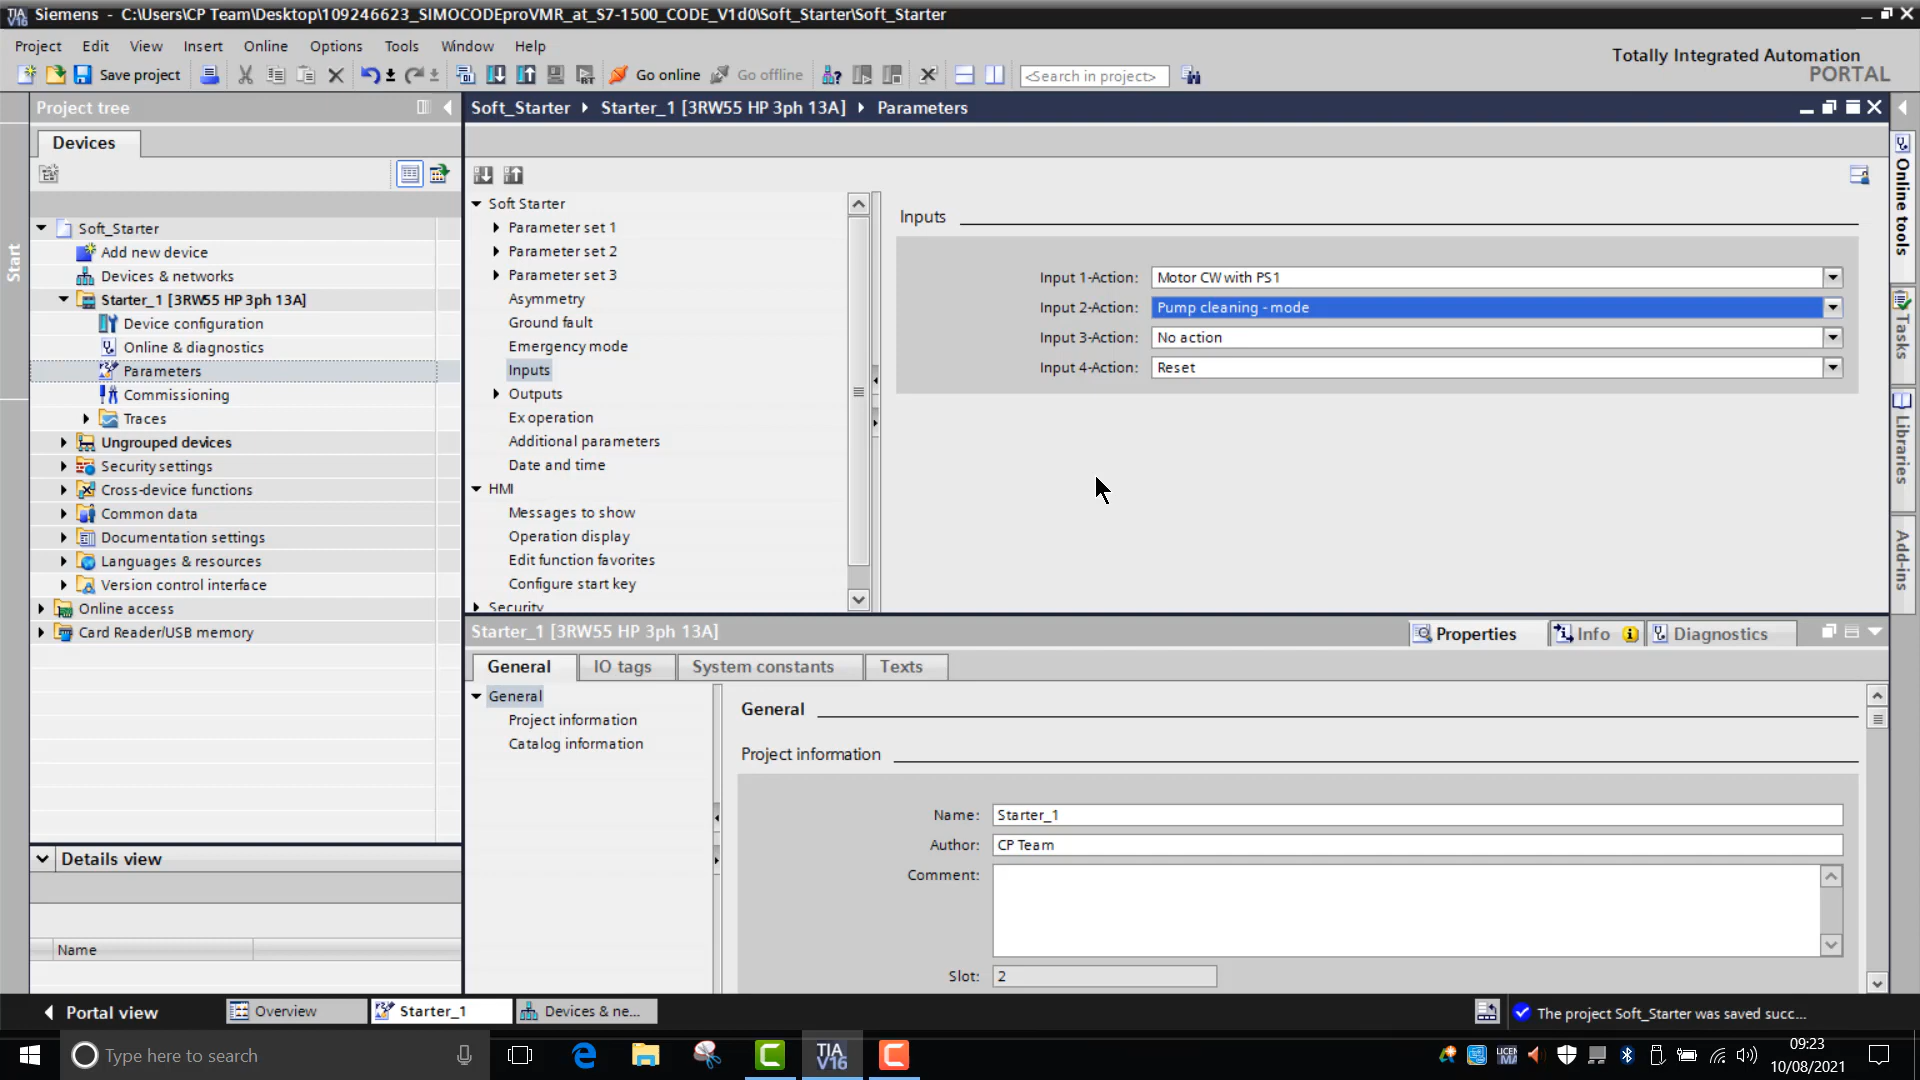 Siemens - C:\Users\CP Team\Desktop\109246623_SIMOCODEproVMR_at_S7-1500_CODE_V1d0\Soft_Starter\Soft_Starter
Project Edit View Insert Online Options Tools Window Help
Totally Integrated Automation
PORTAL
Save project
Go online
Go offline
<Search in project>
Project tree
Soft_Starter
Starter_1 [3RW55 HP 3ph 13A]
Parameters
Devices
Start
Soft_Starter
Add new device
Devices & networks
Starter_1 [3RW55 HP 3ph 13A]
Device configuration
Online & diagnostics
Parameters
Commissioning
Traces
Ungrouped devices
Security settings
Cross-device functions
Common data
Documentation settings
Languages & resources
Version control interface
Online access
Card Reader/USB memory
Details view
Name
Soft Starter
Parameter set 1
Parameter set 2
Parameter set 3
Asymmetry
Ground fault
Emergency mode
Inputs
Outputs
Ex operation
Additional parameters
Date and time
HMI
Messages to show
Operation display
Edit function favorites
Configure start key
Security
Inputs
Input 1-Action: Motor CW with PS1
Input 2-Action: Pump cleaning - mode
Input 3-Action: No action
Input 4-Action: Reset
Online tools
Tasks
Libraries
Add-ins
Starter_1 [3RW55 HP 3ph 13A]
Properties
Info
Diagnostics
General
IO tags
System constants
Texts
General
Project information
Catalog information
General
Project information
Name: Starter_1
Author: CP Team
Comment:
Slot: 2
Portal view
Overview
Starter_1
Devices & ne...
The project Soft_Starter was saved succ...
Type here to search
TIA
V16
09:23
10/08/2021